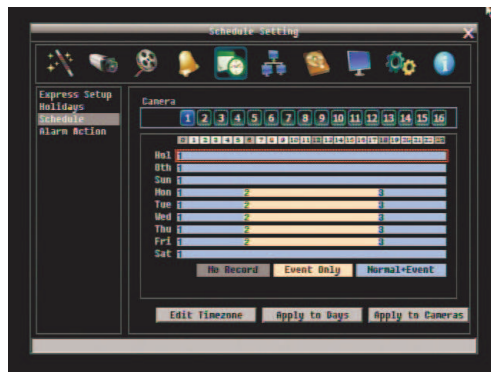 Schedule Setting
X
Express Setup
Holidays
Schedule
Alarm Action
Camera
1 2 3 4 5 6 7 8 9 10 11 12 13 14 15 16
0 1 2 3 4 5 6 7 8 9 10 11 12 13 14 15 16 17 18 19 20 21 22 23
Hol 1
Oth 1
Sun 1
Mon 1 2 3
Tue 1 2 3
Wed 1 2 3
Thu 1 2 3
Fri 1 2 3
Sat 1
No Record Event Only Normal+Event
Edit Timezone Apply to Days Apply to Cameras